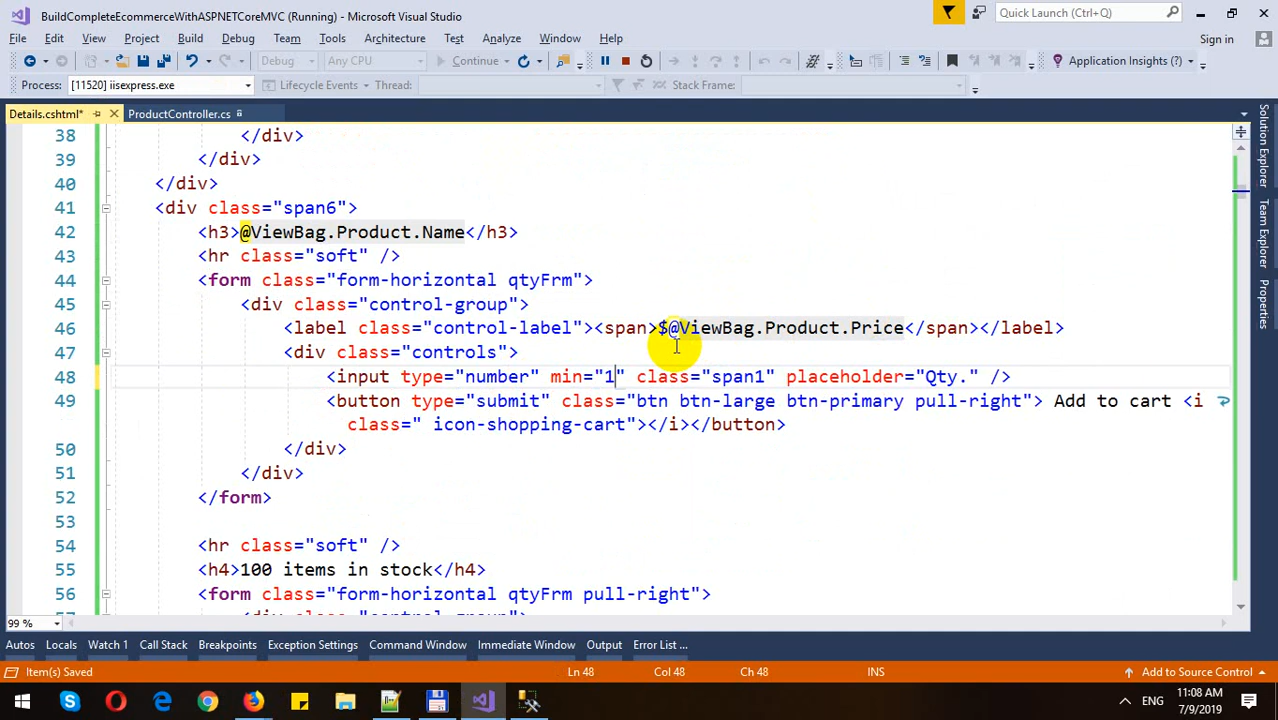 BuildCompleteEcommerceWithASPNETCoreMVC (Running) - Microsoft Visual Studio
Quick Launch (Ctrl+Q)
File Edit View Project Build Debug Team Tools Architecture Test Analyze Window Help
Sign in
Debug Any CPU Continue Application Insights
Process: [11520] iisexpress.exe Lifecycle Events Thread: Stack Frame:
Details.cshtml* ProductController.cs
38 </div>
39 </div>
40 </div>
41 <div class="span6">
42 <h3>@ViewBag.Product.Name</h3>
43 <hr class="soft" />
44 <form class="form-horizontal qtyFrm">
45 <div class="control-group">
46 <label class="control-label"><span>$@ViewBag.Product.Price</span></label>
47 <div class="controls">
48 <input type="number" min="1" class="span1" placeholder="Qty." />
49 <button type="submit" class="btn btn-large btn-primary pull-right"> Add to cart <i
class=" icon-shopping-cart"></i></button>
50 </div>
51 </div>
52 </form>
53
54 <hr class="soft" />
55 <h4>100 items in stock</h4>
56 <form class="form-horizontal qtyFrm pull-right">
57 <div class="control-group">
Solution Explorer
Team Explorer
Properties
99 %
Autos Locals Watch 1 Call Stack Breakpoints Exception Settings Command Window Immediate Window Output Error List ...
Item(s) Saved Ln 48 Col 48 Ch 48 INS Add to Source Control
ENG
11:08 AM
7/9/2019